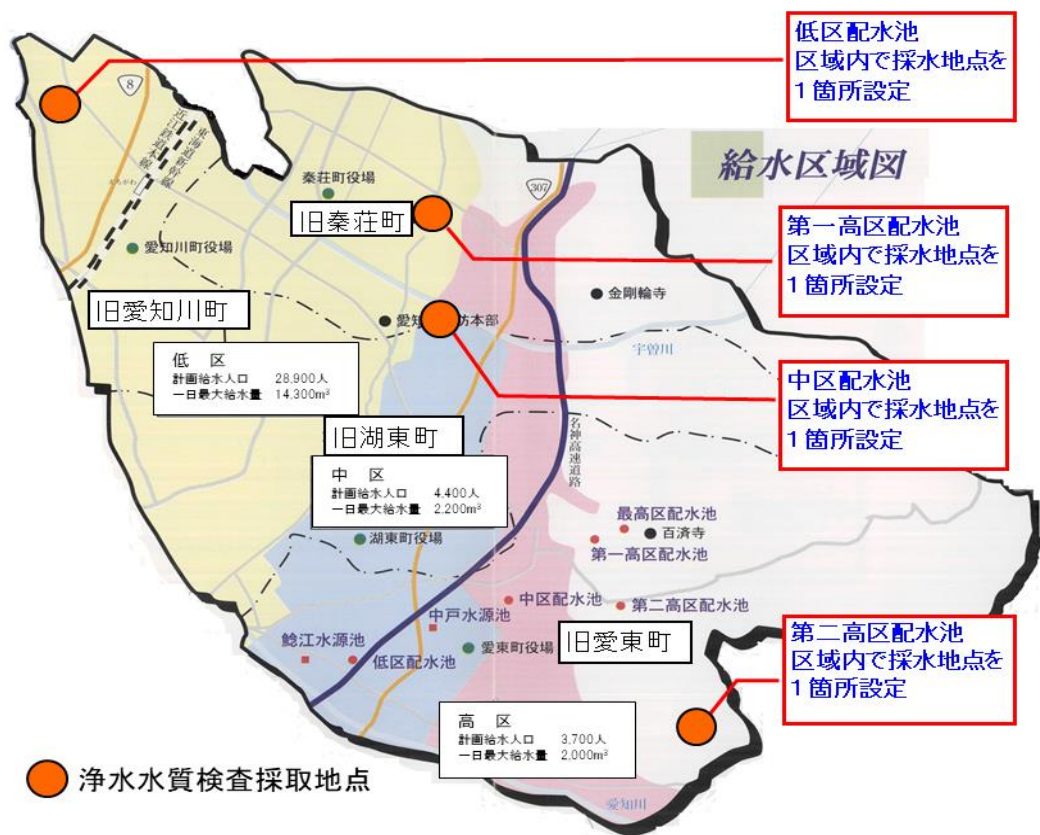 低区配水池
区域内で採水地点を
1箇所設定
給水区域図
8
近江鉄道本線
東海道新幹線
えちがわ
307
秦荘町役場
旧秦荘町
第一高区配水池
区域内で採水地点を
1箇所設定
愛知川町役場
金剛輪寺
旧愛知川町
愛知
防本部
宇曽川
低 区
計画給水人口 28,900人
一日最大給水量 14,300m³
中区配水池
区域内で採水地点を
1箇所設定
旧湖東町
名神高速道路
中 区
計画給水人口 4,400人
一日最大給水量 2,200m³
最高区配水池
百済寺
湖東町役場
第一高区配水池
中区配水池
第二高区配水池
中戸水源池
鯰江水源池
低区配水池
愛東町役場
旧愛東町
第二高区配水池
区域内で採水地点を
1箇所設定
高 区
計画給水人口 3,700人
一日最大給水量 2,000m³
浄水水質検査採取地点
愛知川